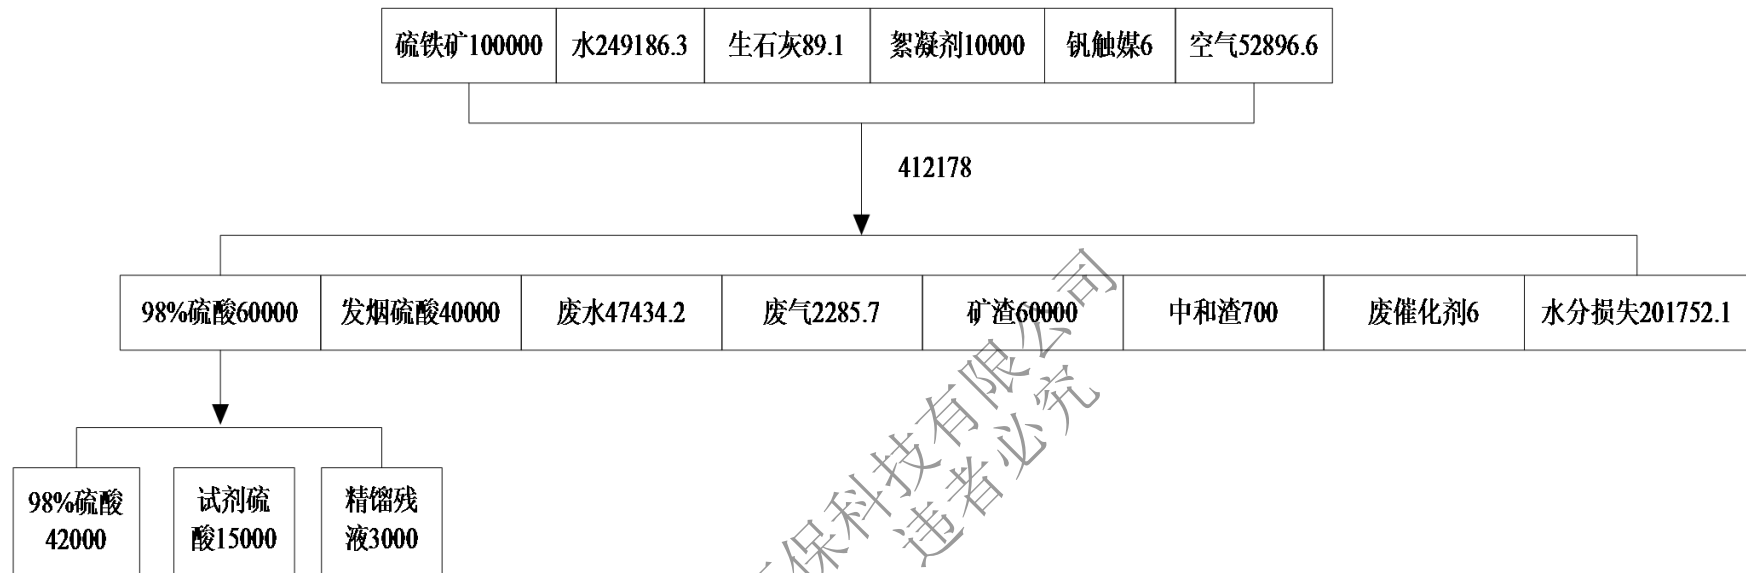 硫铁矿100000
水249186.3
生石灰89.1
絮凝剂10000
钒触媒6
空气52896.6
412178
98%硫酸60000
发烟硫酸40000
废水47434.2
废气2285.7
矿渣60000
中和渣700
废催化剂6
水分损失201752.1
98%硫酸
42000
试剂硫
酸15000
精馏残
液3000
保科技有限公司
违者必究